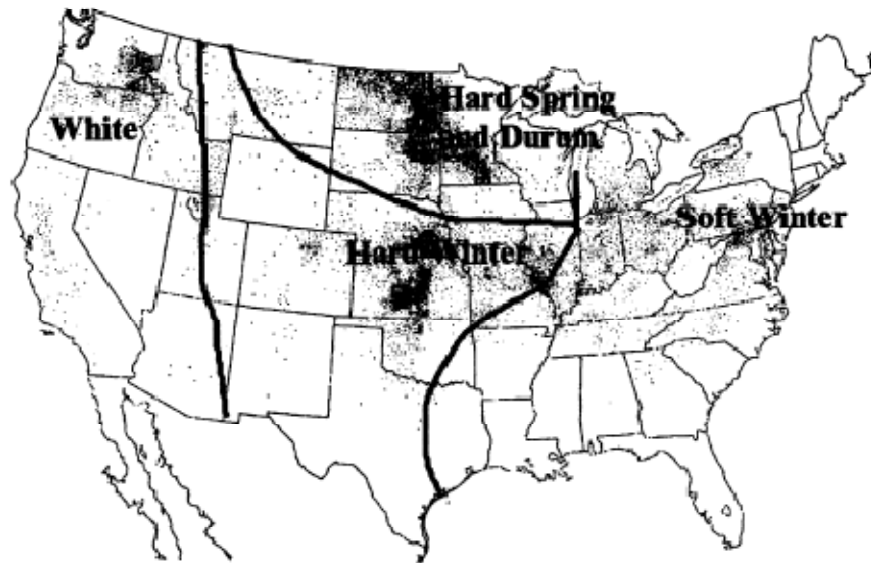 Hard Spring
and Durum
White
Soft Winter
Hard Winter